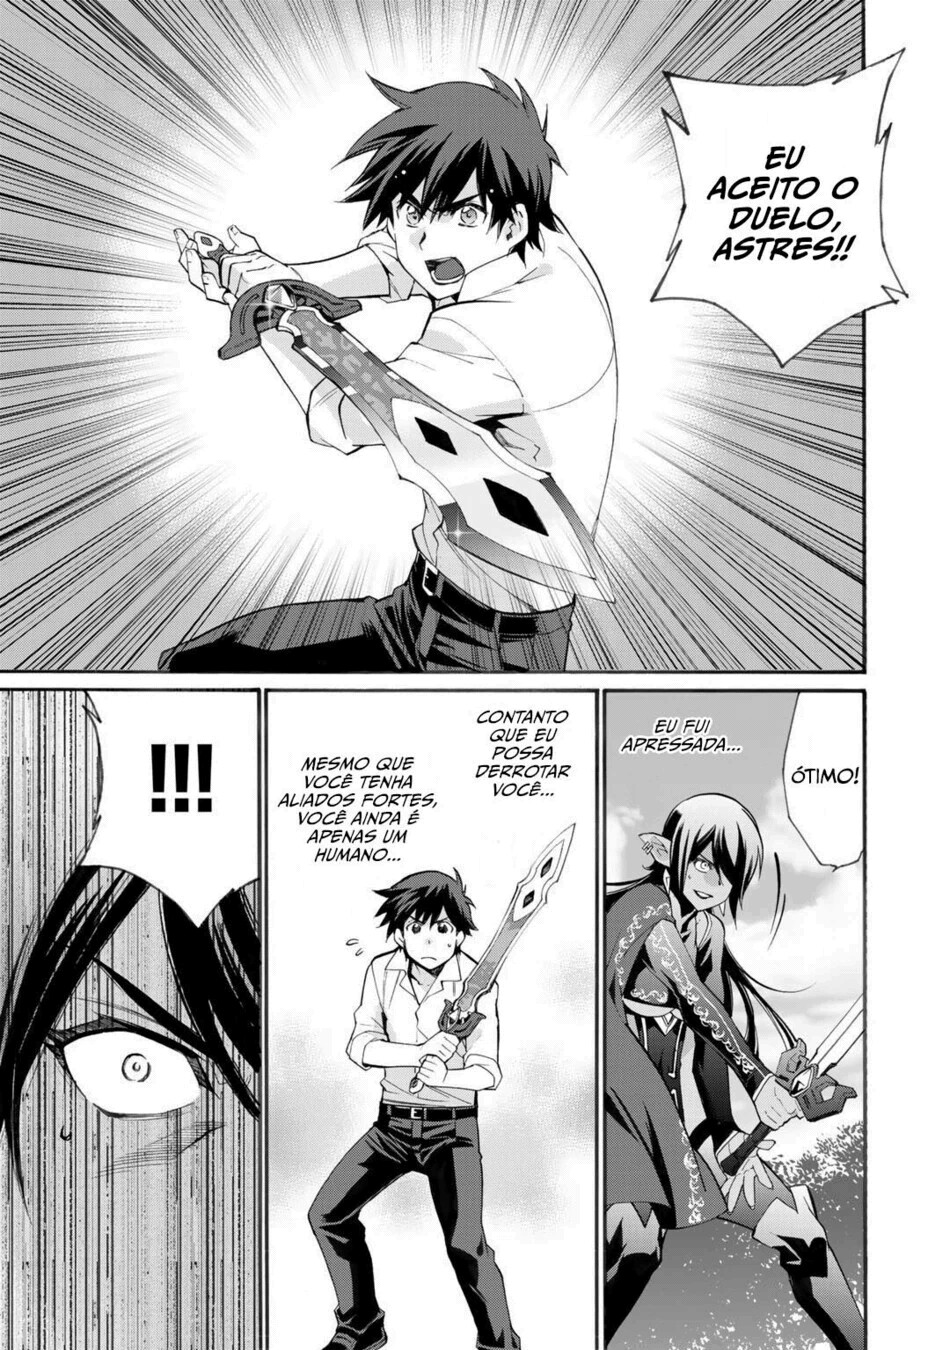 EU
ACEITO O
DUELO,
ASTRES!!
ÓTIMO!
EU FUI
APRESSADA...
CONTANTO
QUE EU
POSSA
DERROTAR
VOCÊ...
MESMO QUE
VOCÊ TENHA
ALIADOS FORTES,
VOCÊ AINDA É
APENAS UM
HUMANO...
!!!